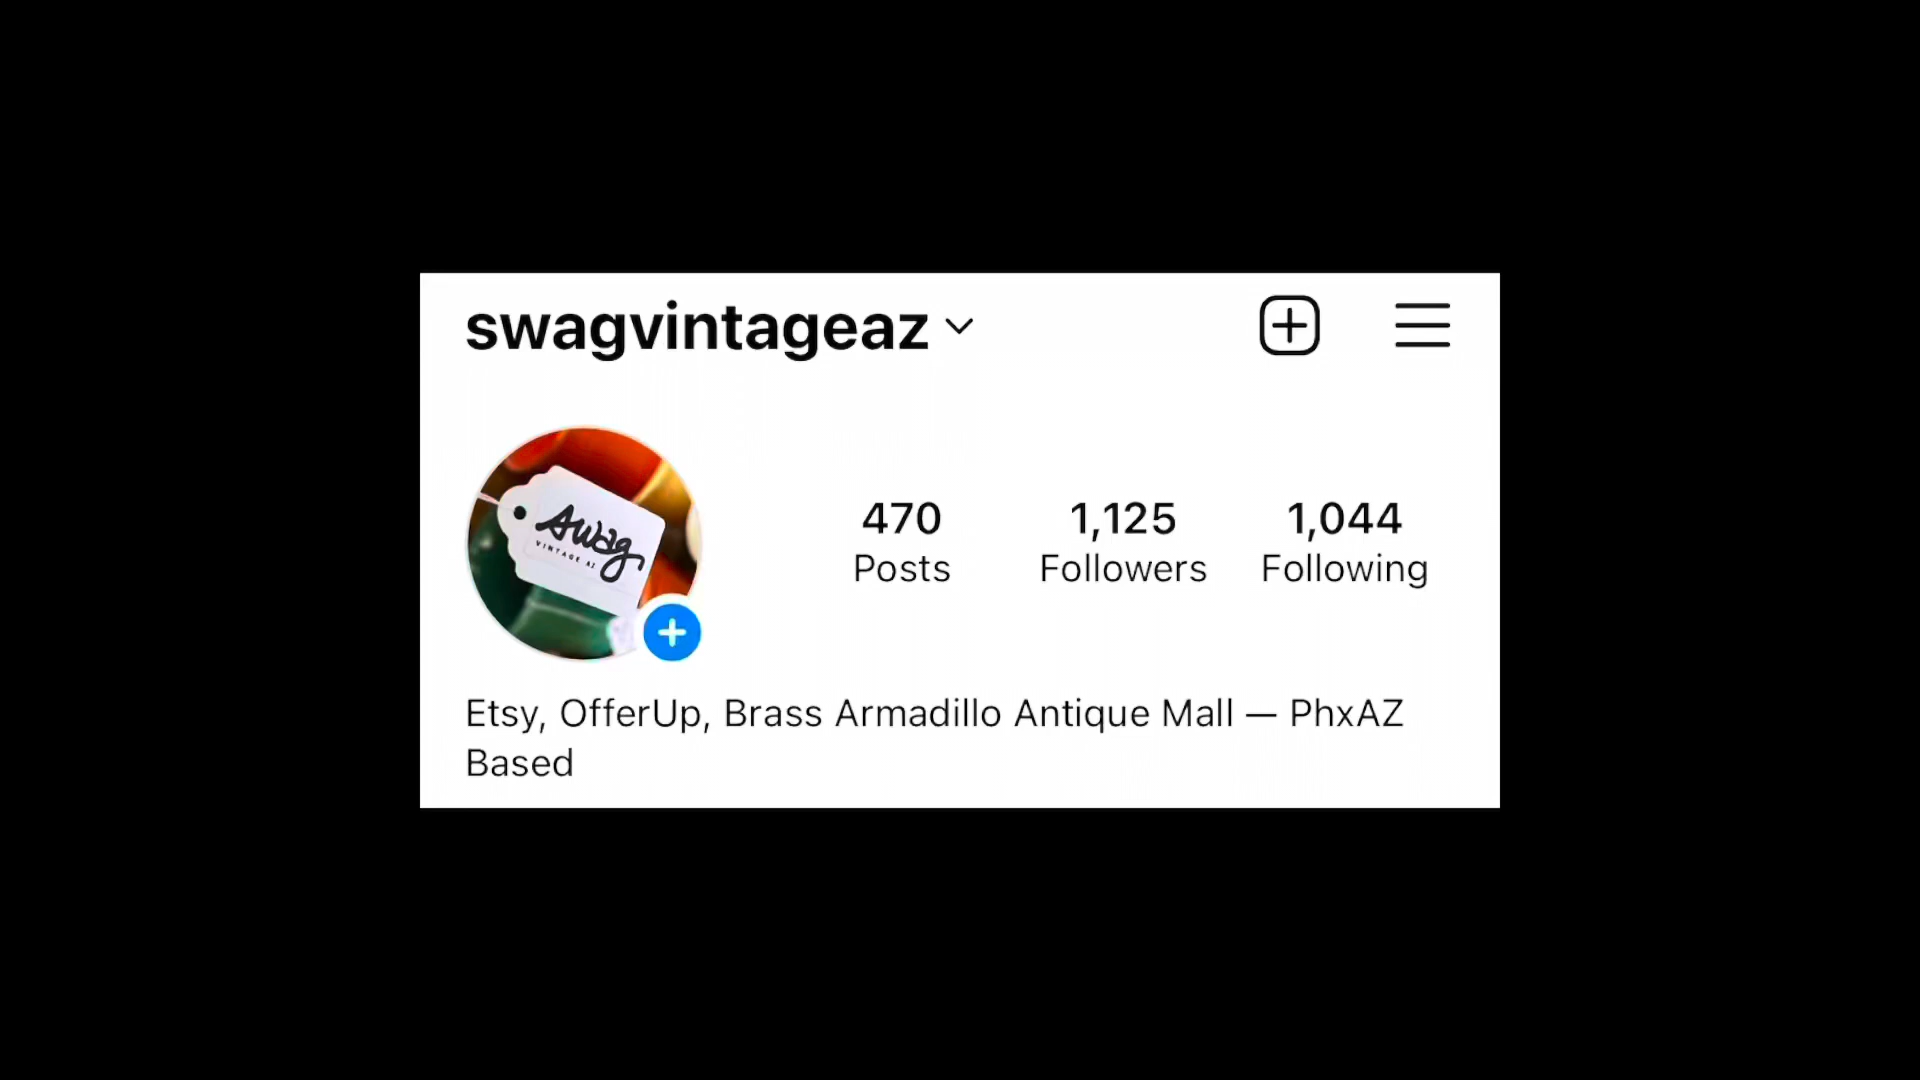 swagvintageaz
Swag
VINTAGE AZ
470 1,125 1,044
Posts Followers Following
Etsy, OfferUp, Brass Armadillo Antique Mall — PhxAZ
Based